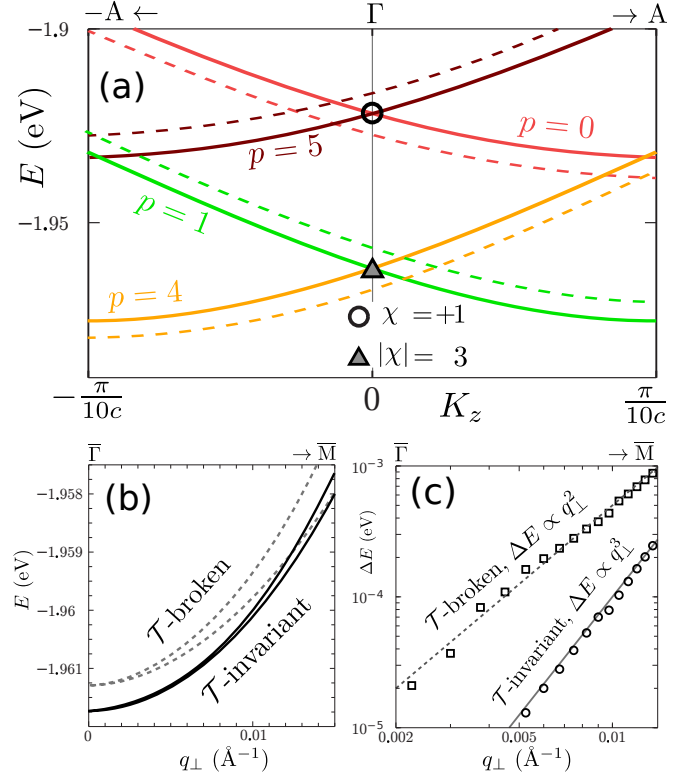 −A ← Γ → A
−1.9
(a)
p = 0
p = 5
E (eV)
−1.95
p = 1
p = 4
χ = +1
|χ| = 3
−π/10c 0 K_z π/10c
Γ̅ → M̅
(b)
−1,958
−1,959
−1,96
−1,961
E (eV)
𝒯-broken
𝒯-invariant
0 0.01
q⊥ (Å⁻¹)
Γ̅ → M̅
(c)
10⁻³
10⁻⁴
10⁻⁵
ΔE (eV)
𝒯-broken, ΔE ∝ q⊥²
𝒯-invariant, ΔE ∝ q⊥³
0.002 0.005 0.01
q⊥ (Å⁻¹)